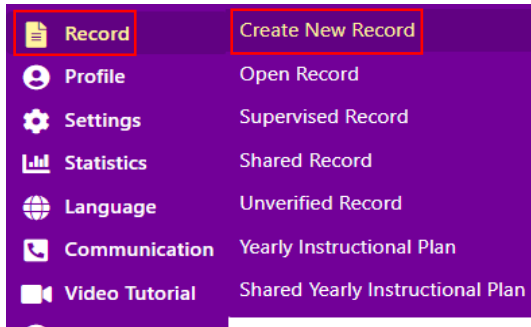 Record
Profile
Settings
Statistics
Language
Communication
Video Tutorial
Create New Record
Open Record
Supervised Record
Shared Record
Unverified Record
Yearly Instructional Plan
Shared Yearly Instructional Plan